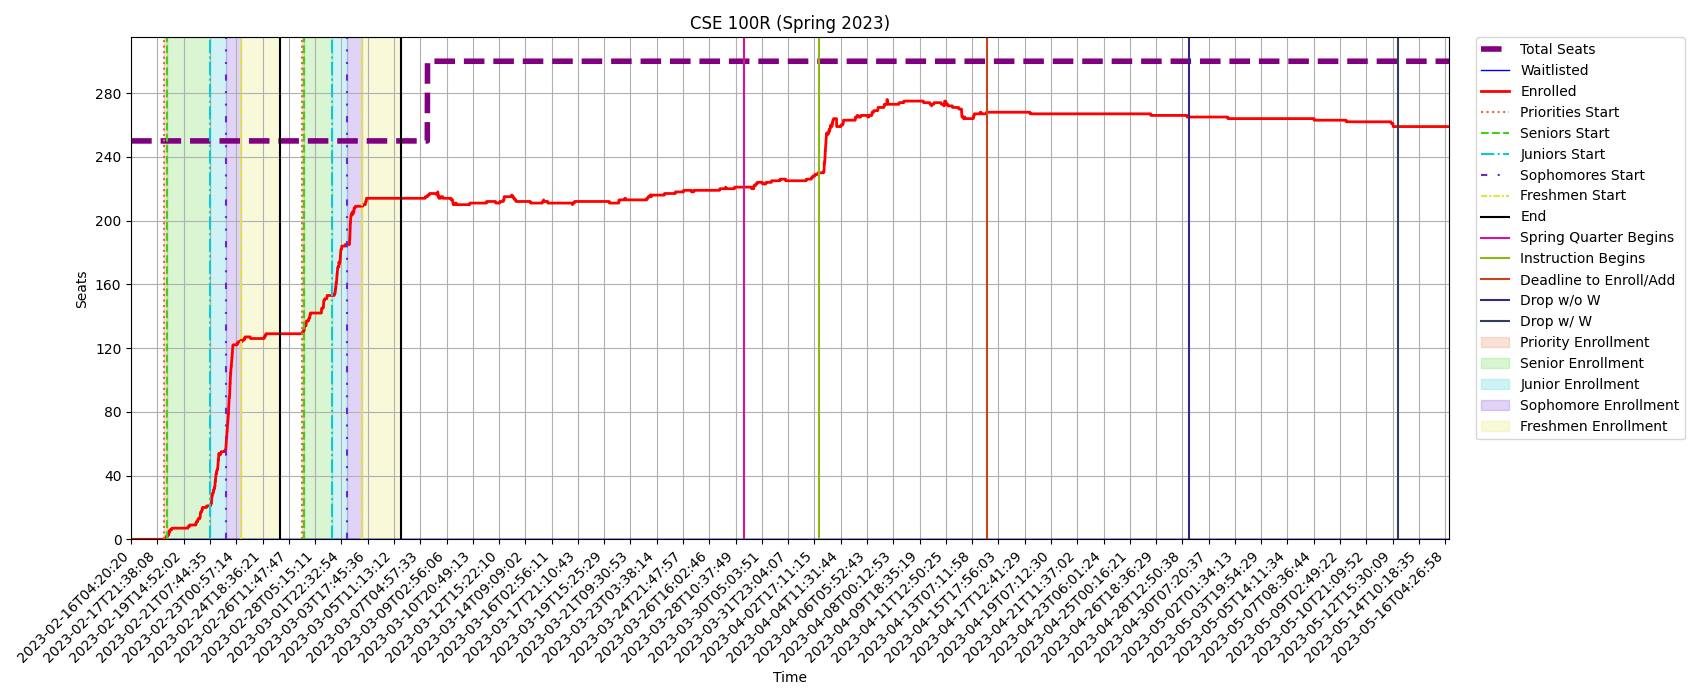 CSE 100R (Spring 2023)
Seats
280
240
200
160
120
80
40
0
2023-02-16T04:20:20
2023-02-17T21:38:08
2023-02-19T14:52:02
2023-02-21T07:44:35
2023-02-23T00:57:14
2023-02-24T18:36:21
2023-02-26T11:47:47
2023-02-28T05:15:11
2023-03-01T22:32:54
2023-03-03T17:45:36
2023-03-05T11:13:12
2023-03-07T04:57:33
2023-03-09T02:56:06
2023-03-10T20:49:13
2023-03-12T15:22:10
2023-03-14T09:09:02
2023-03-16T02:56:11
2023-03-17T21:10:43
2023-03-19T15:25:29
2023-03-21T09:30:53
2023-03-23T03:38:14
2023-03-24T21:47:57
2023-03-26T16:02:46
2023-03-28T10:37:49
2023-03-30T05:03:51
2023-03-31T23:04:07
2023-04-02T17:11:15
2023-04-04T11:31:44
2023-04-06T05:52:43
2023-04-08T00:12:53
2023-04-09T18:35:19
2023-04-11T12:50:25
2023-04-13T07:11:58
2023-04-15T17:56:03
2023-04-17T12:41:29
2023-04-19T07:12:30
2023-04-21T11:37:02
2023-04-23T06:01:24
2023-04-25T00:16:21
2023-04-26T18:36:29
2023-04-28T12:50:38
2023-04-30T07:20:37
2023-05-02T01:34:13
2023-05-03T19:54:29
2023-05-05T14:11:34
2023-05-07T08:36:44
2023-05-09T02:49:22
2023-05-10T21:09:52
2023-05-12T15:30:09
2023-05-14T10:18:35
2023-05-16T04:26:58
Time
Total Seats
Waitlisted
Enrolled
Priorities Start
Seniors Start
Juniors Start
Sophomores Start
Freshmen Start
End
Spring Quarter Begins
Instruction Begins
Deadline to Enroll/Add
Drop w/o W
Drop w/ W
Priority Enrollment
Senior Enrollment
Junior Enrollment
Sophomore Enrollment
Freshmen Enrollment